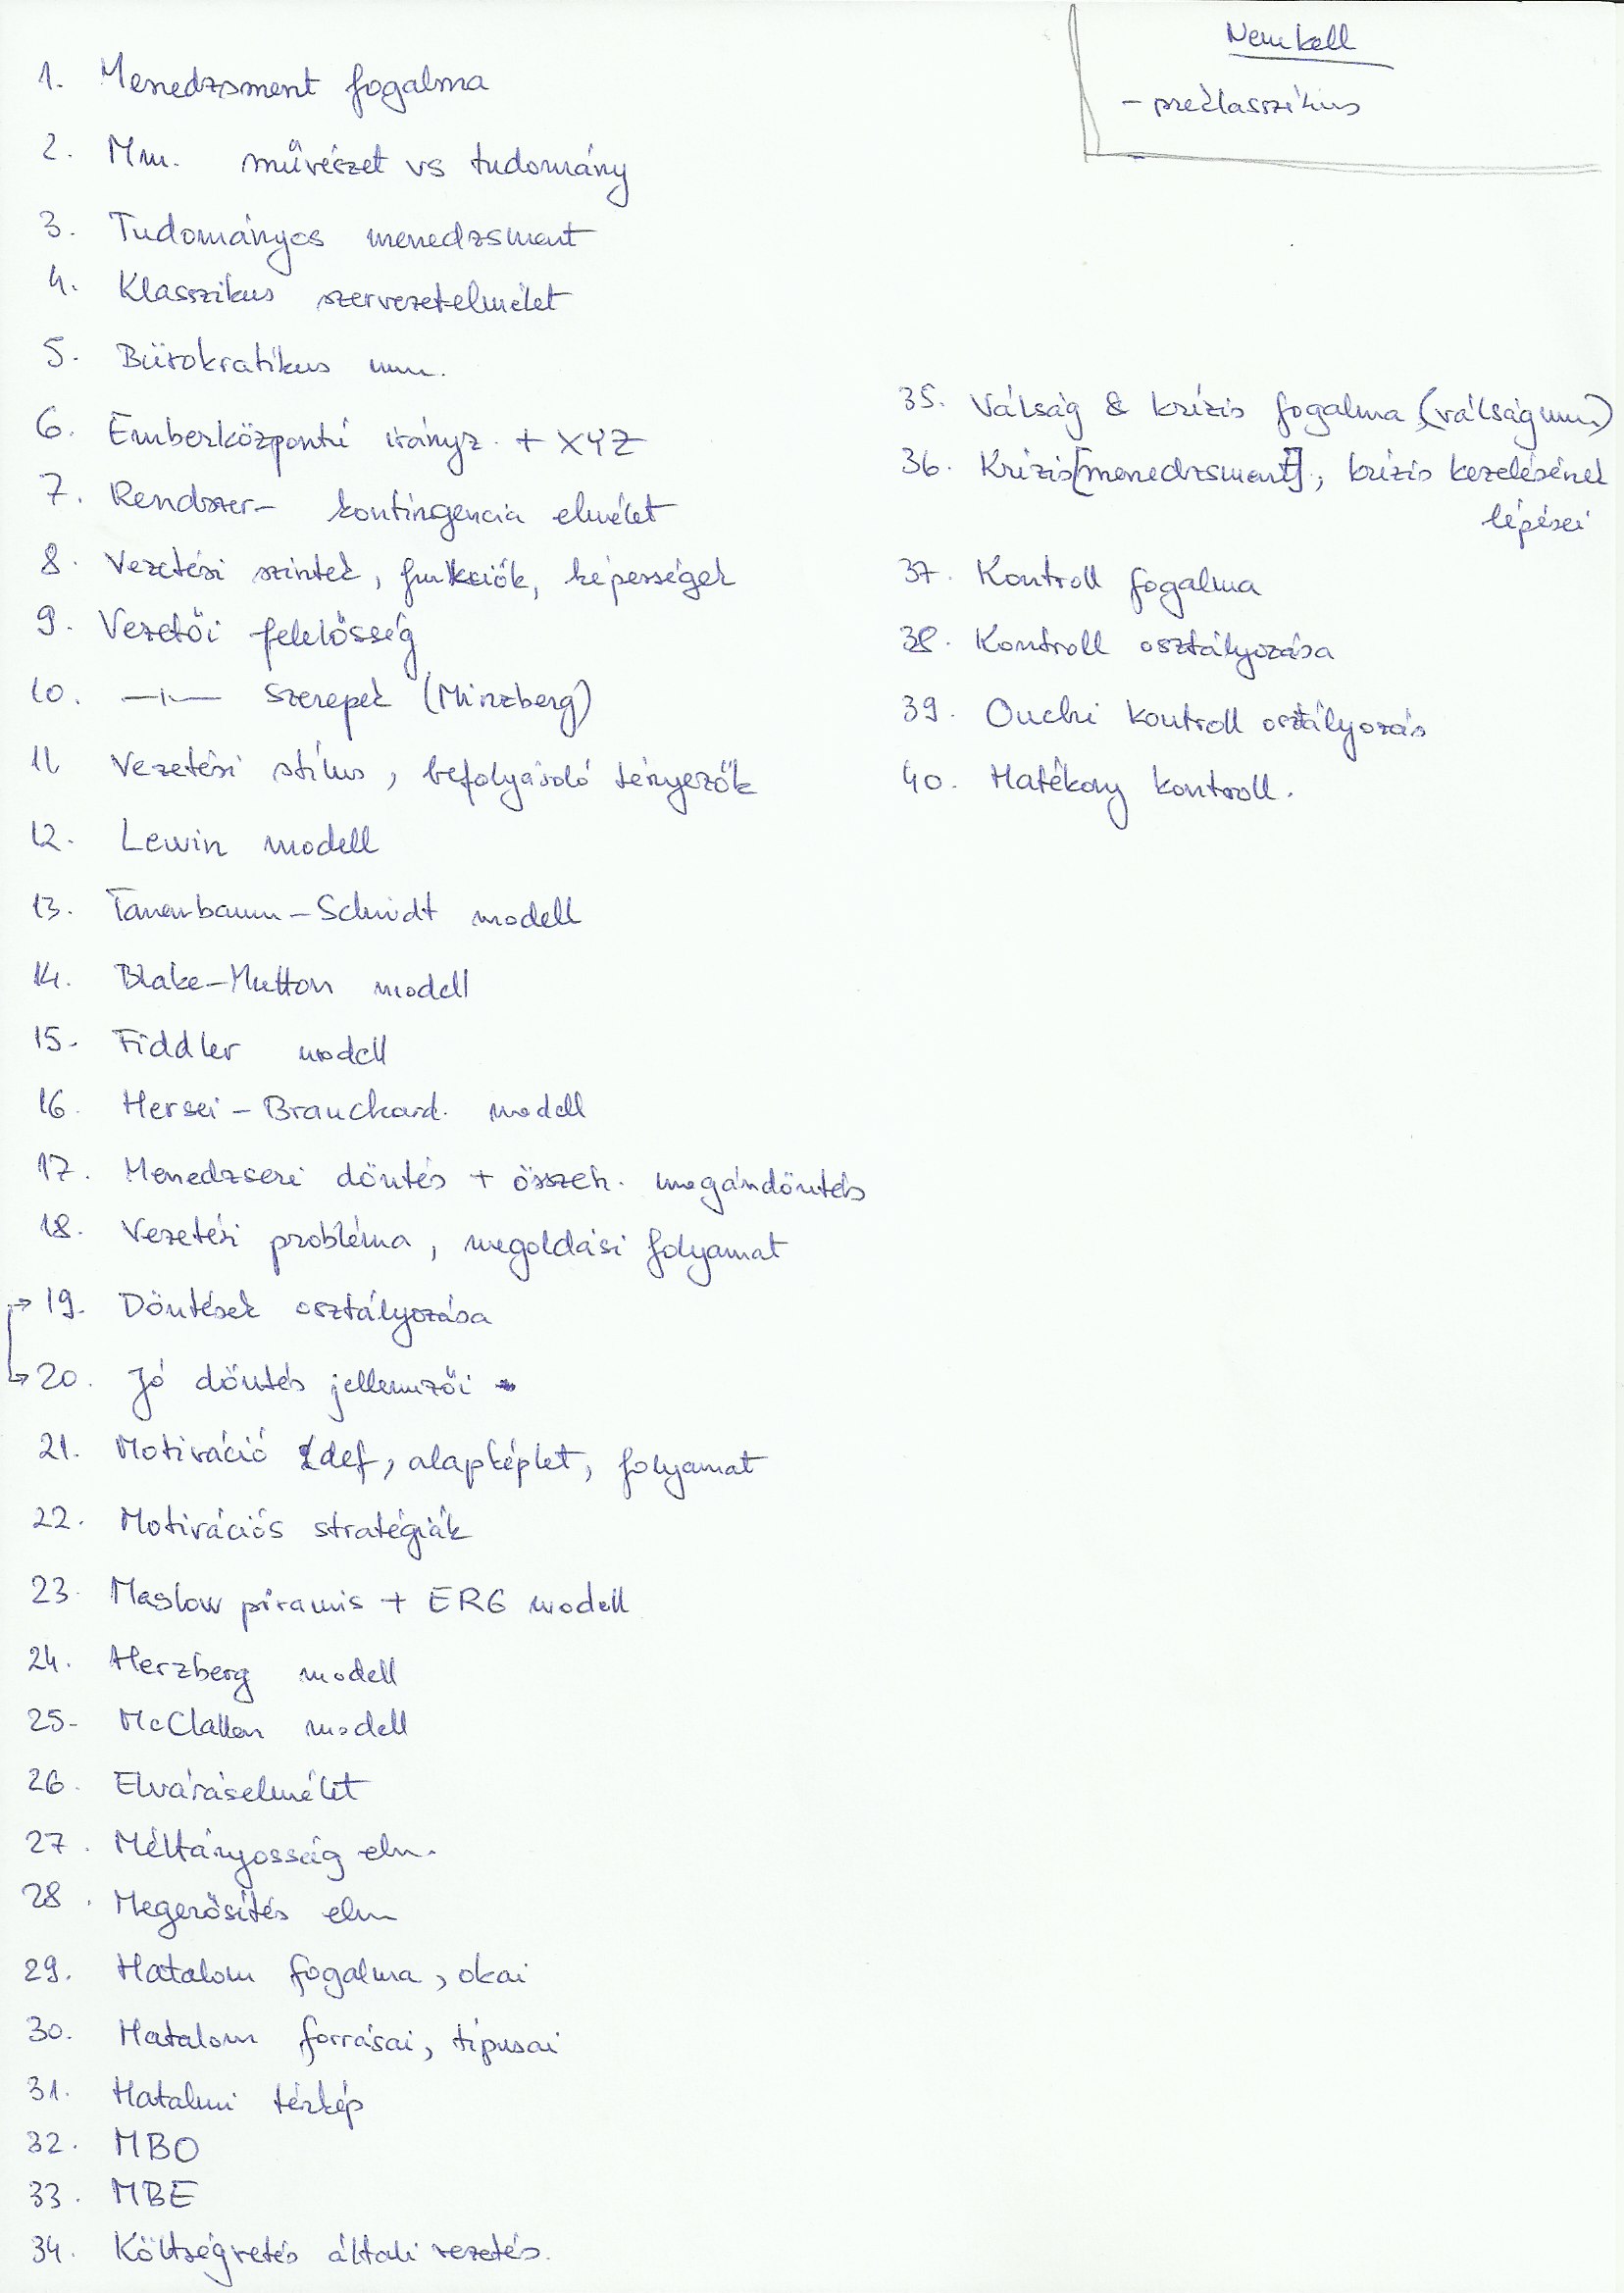 Nem kell
- preklasszikus
1. Menedzsment fogalma
2. Mm. művészet vs tudomány
3. Tudományos menedzsment
4. Klasszikus szervezetelmélet
5. Bürokratikus mm.
6. Emberközpontú irányz. + XYZ
7. Rendszer- kontingencia elmélet
8. Vezetési szintek, funkciók, képességek
9. Vezetői felelősség
10. —||— szerepek (Minzberg)
11 Vezetési stílus, befolyásoló tényezők
12. Lewin modell
13. Tanenbaum-Schmidt modell
14. Blake-Mutton modell
15. Fiddler modell
16. Hersei - Brauchard. modell
17. Menedzseri döntés + összeh. magándöntés
18. Vezetési probléma, megoldási folyamat
19. Döntések osztályozása
20. Jó döntés jellemzői
21. Motiváció def, alapképlet, folyamat
22. Motivációs stratégiák
23. Maslow piramis + ERG modell
24. Herzberg modell
25. McClallen modell
26. Elváráselmélet
27. Méltányosság elm.
28. Megerősítés elm
29. Hatalom fogalma, okai
30. Hatalom forrásai, típusai
31. Hatalmi térkép
32. MBO
33. MBE
34. Költségvetés általi vezetés.
35. Válság & krízis fogalma (válságmm.)
36. Krízis[menedzsment], krízis kezelésének
lépései
37. Kontroll fogalma
38. Kontroll osztályozása
39. Ouchi kontroll osztályozás
40. Hatékony kontroll.